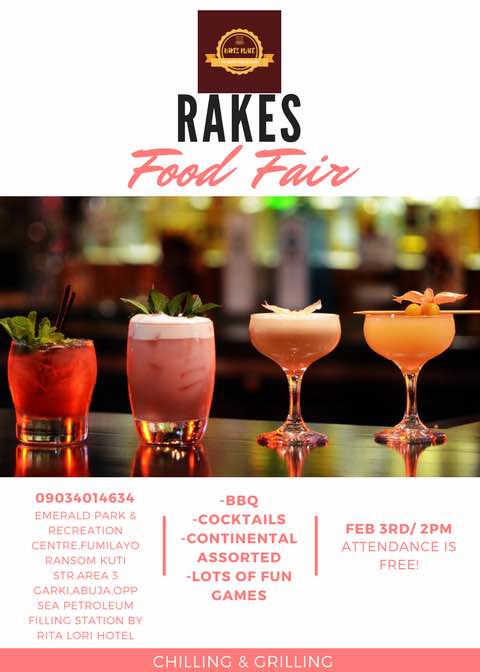 RAKES
Food Fair
09034014634
EMERALD PARK &
RECREATION
CENTRE,FUMILAYO
RANSOM KUTI
STR.AREA 3
GARKI,ABUJA.OPP
SEA PETROLEUM
FILLING STATION BY
RITA LORI HOTEL
-BBQ
-COCKTAILS
-CONTINENTAL
ASSORTED
-LOTS OF FUN
GAMES
FEB 3RD/ 2PM
ATTENDANCE IS
FREE!
CHILLING & GRILLING